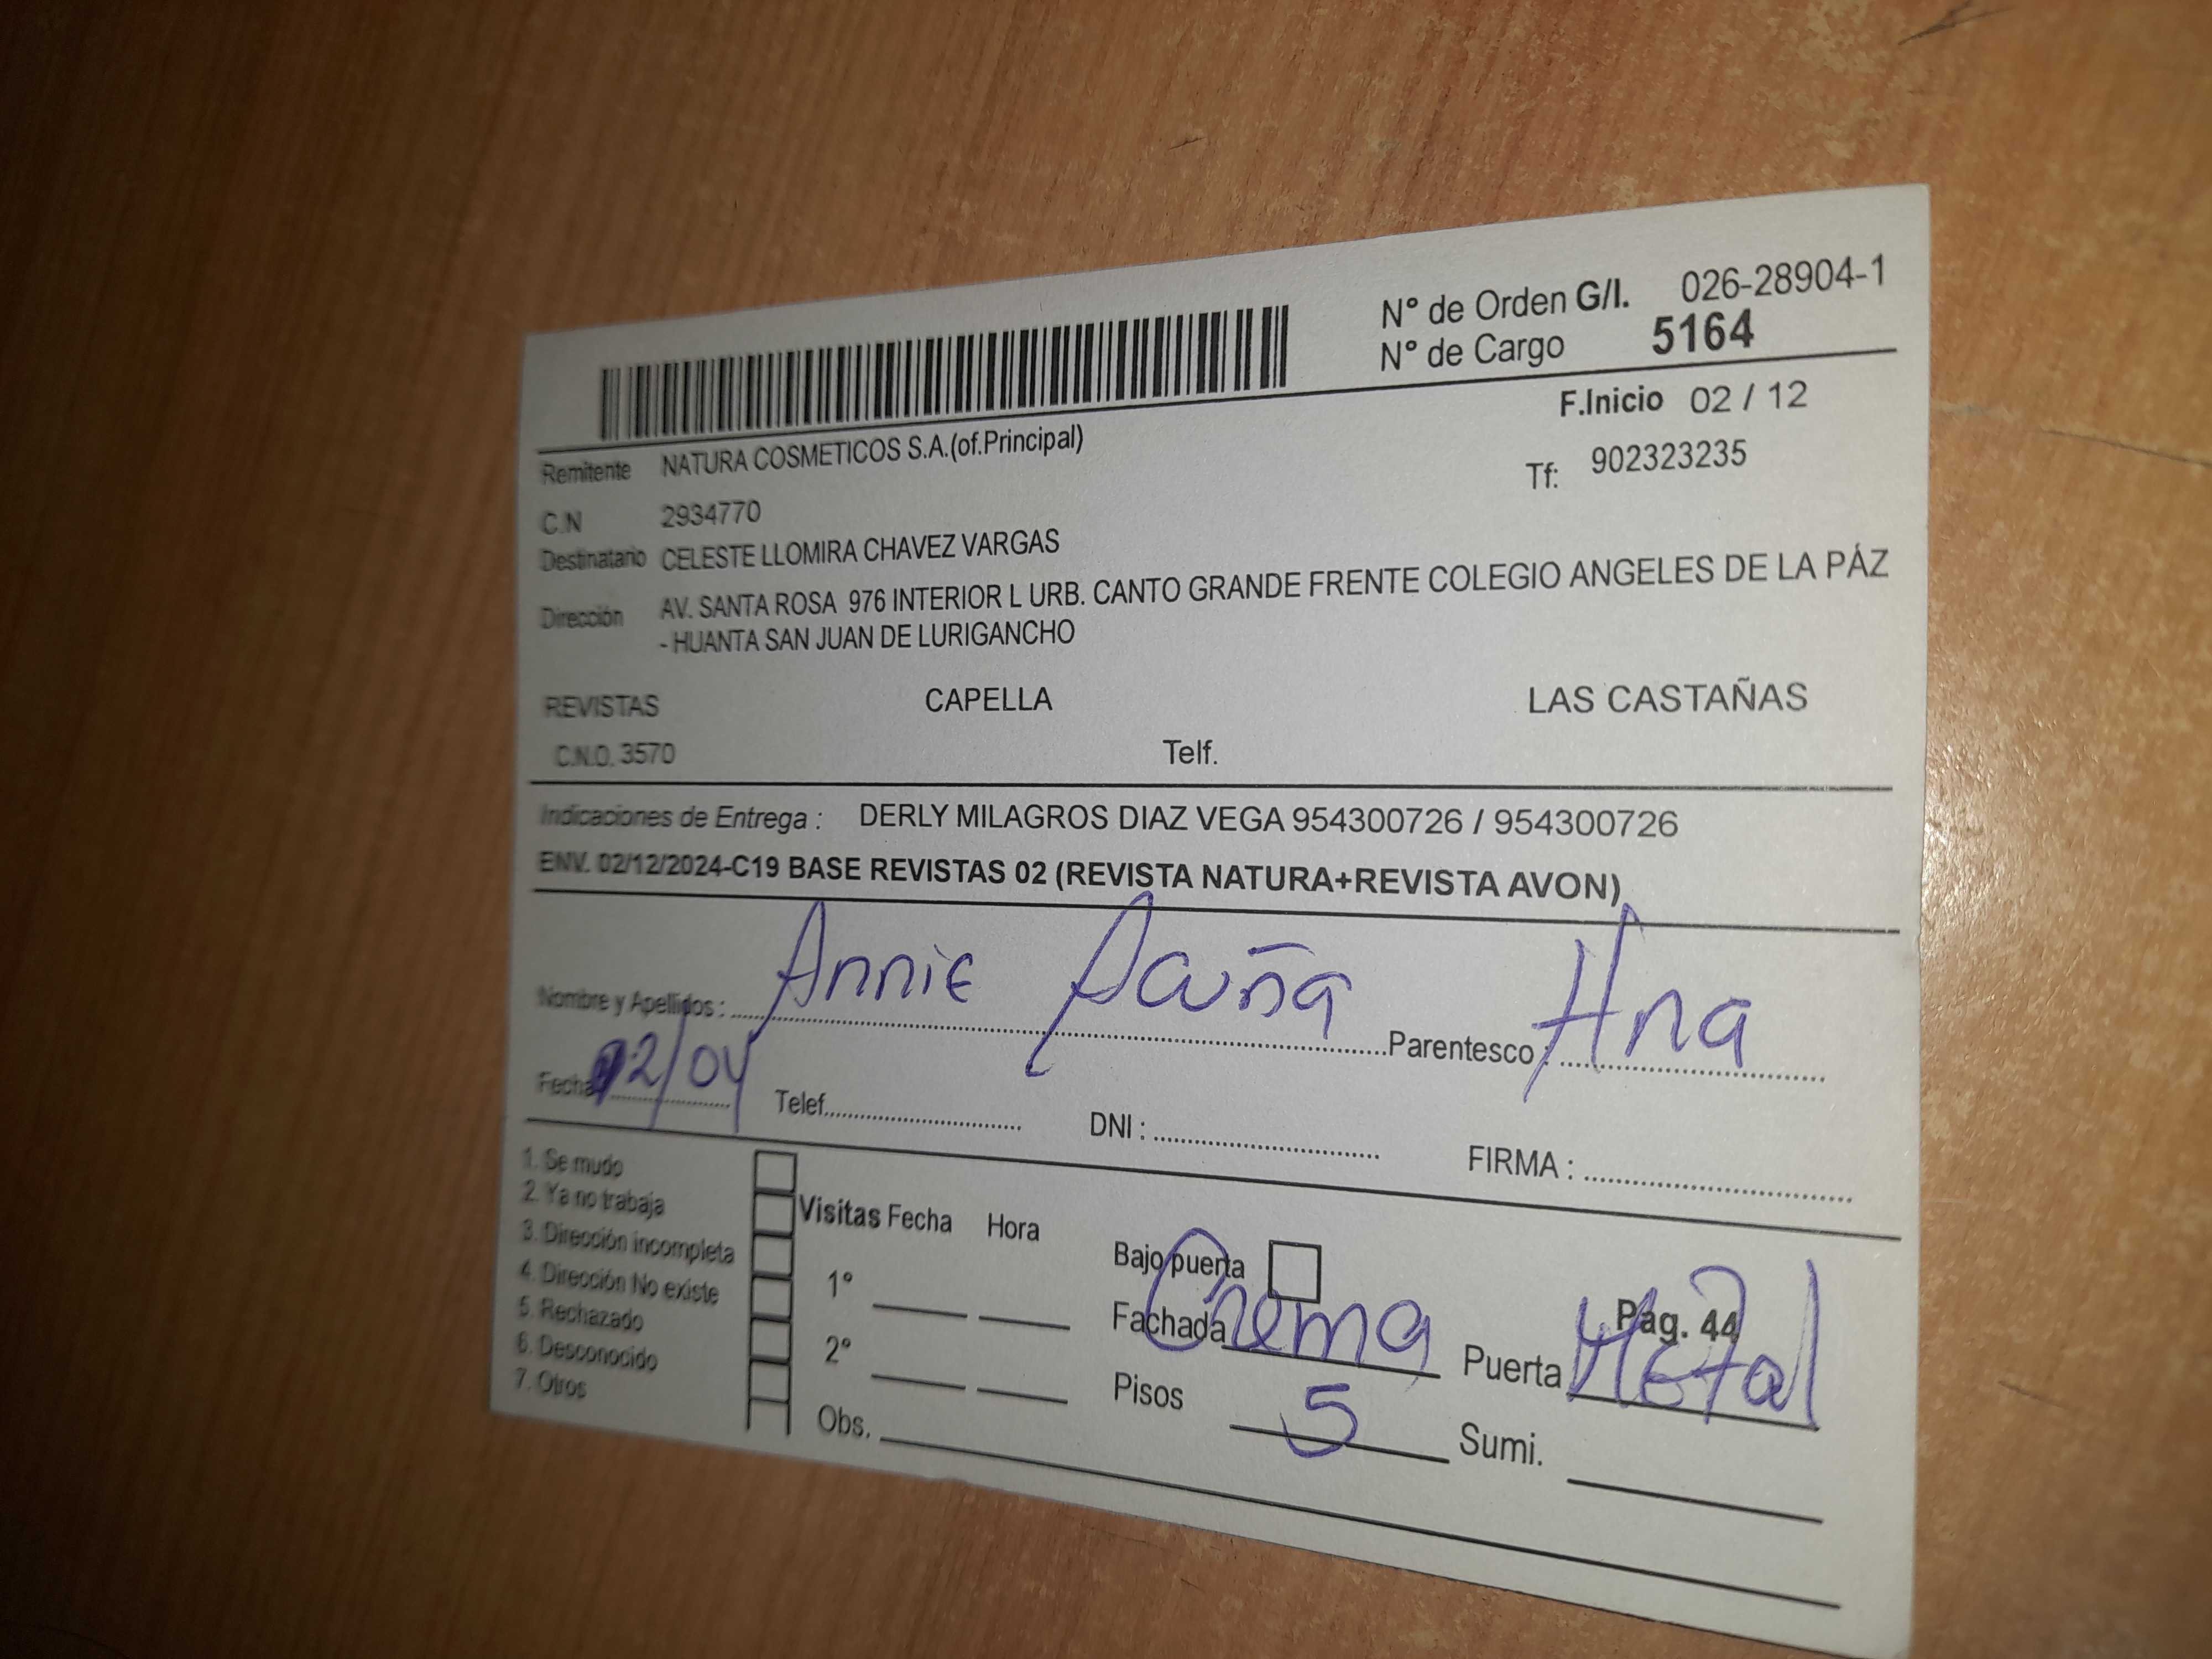 N° de Orden G/I. 026-28904-1
N° de Cargo 5164
F.Inicio 02 / 12
Remitente NATURA COSMETICOS S.A.(of.Principal)
Tf: 902323235
C.N 2934770
Destinatario CELESTE LLOMIRA CHAVEZ VARGAS
Dirección AV. SANTA ROSA 976 INTERIOR L URB. CANTO GRANDE FRENTE COLEGIO ANGELES DE LA PÁZ
- HUANTA SAN JUAN DE LURIGANCHO
REVISTAS CAPELLA LAS CASTAÑAS
C.N.O. 3570 Telf.
Indicaciones de Entrega : DERLY MILAGROS DIAZ VEGA 954300726 / 954300726
ENV. 02/12/2024-C19 BASE REVISTAS 02 (REVISTA NATURA+REVISTA AVON)
Nombre y Apellidos : Annie Acuña Parentesco : Ana
Fecha 02/04 Telef. DNI : FIRMA :
1. Se mudo
2. Ya no trabaja
3. Dirección incompleta
4. Dirección No existe
5. Rechazado
6. Desconocido
7. Otros
Visitas Fecha Hora
1°
2°
Obs.
Bajo puerta
Fachada Crema Puerta Metal
Pag. 44
Pisos 5 Sumi.